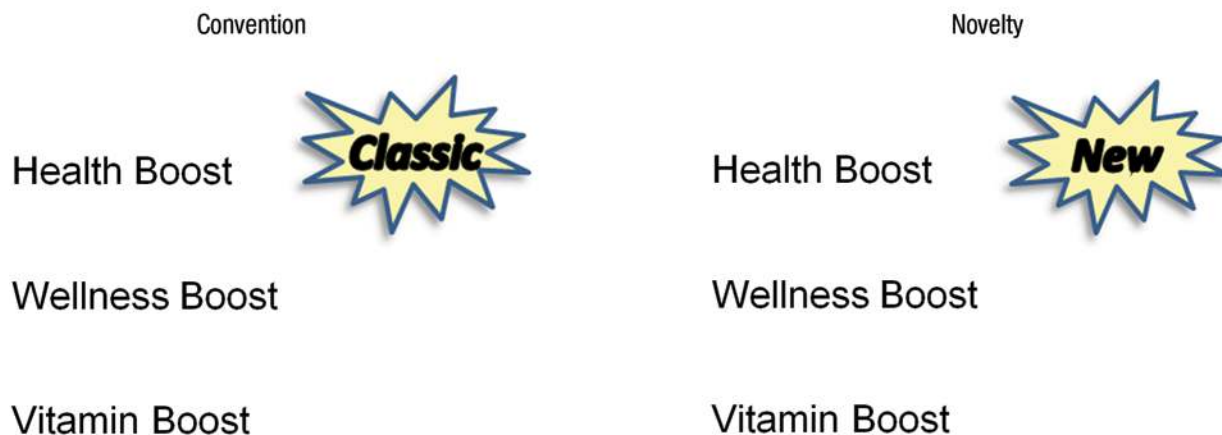 Convention
Health Boost
Classic
Wellness Boost
Vitamin Boost
Novelty
Health Boost
New
Wellness Boost
Vitamin Boost